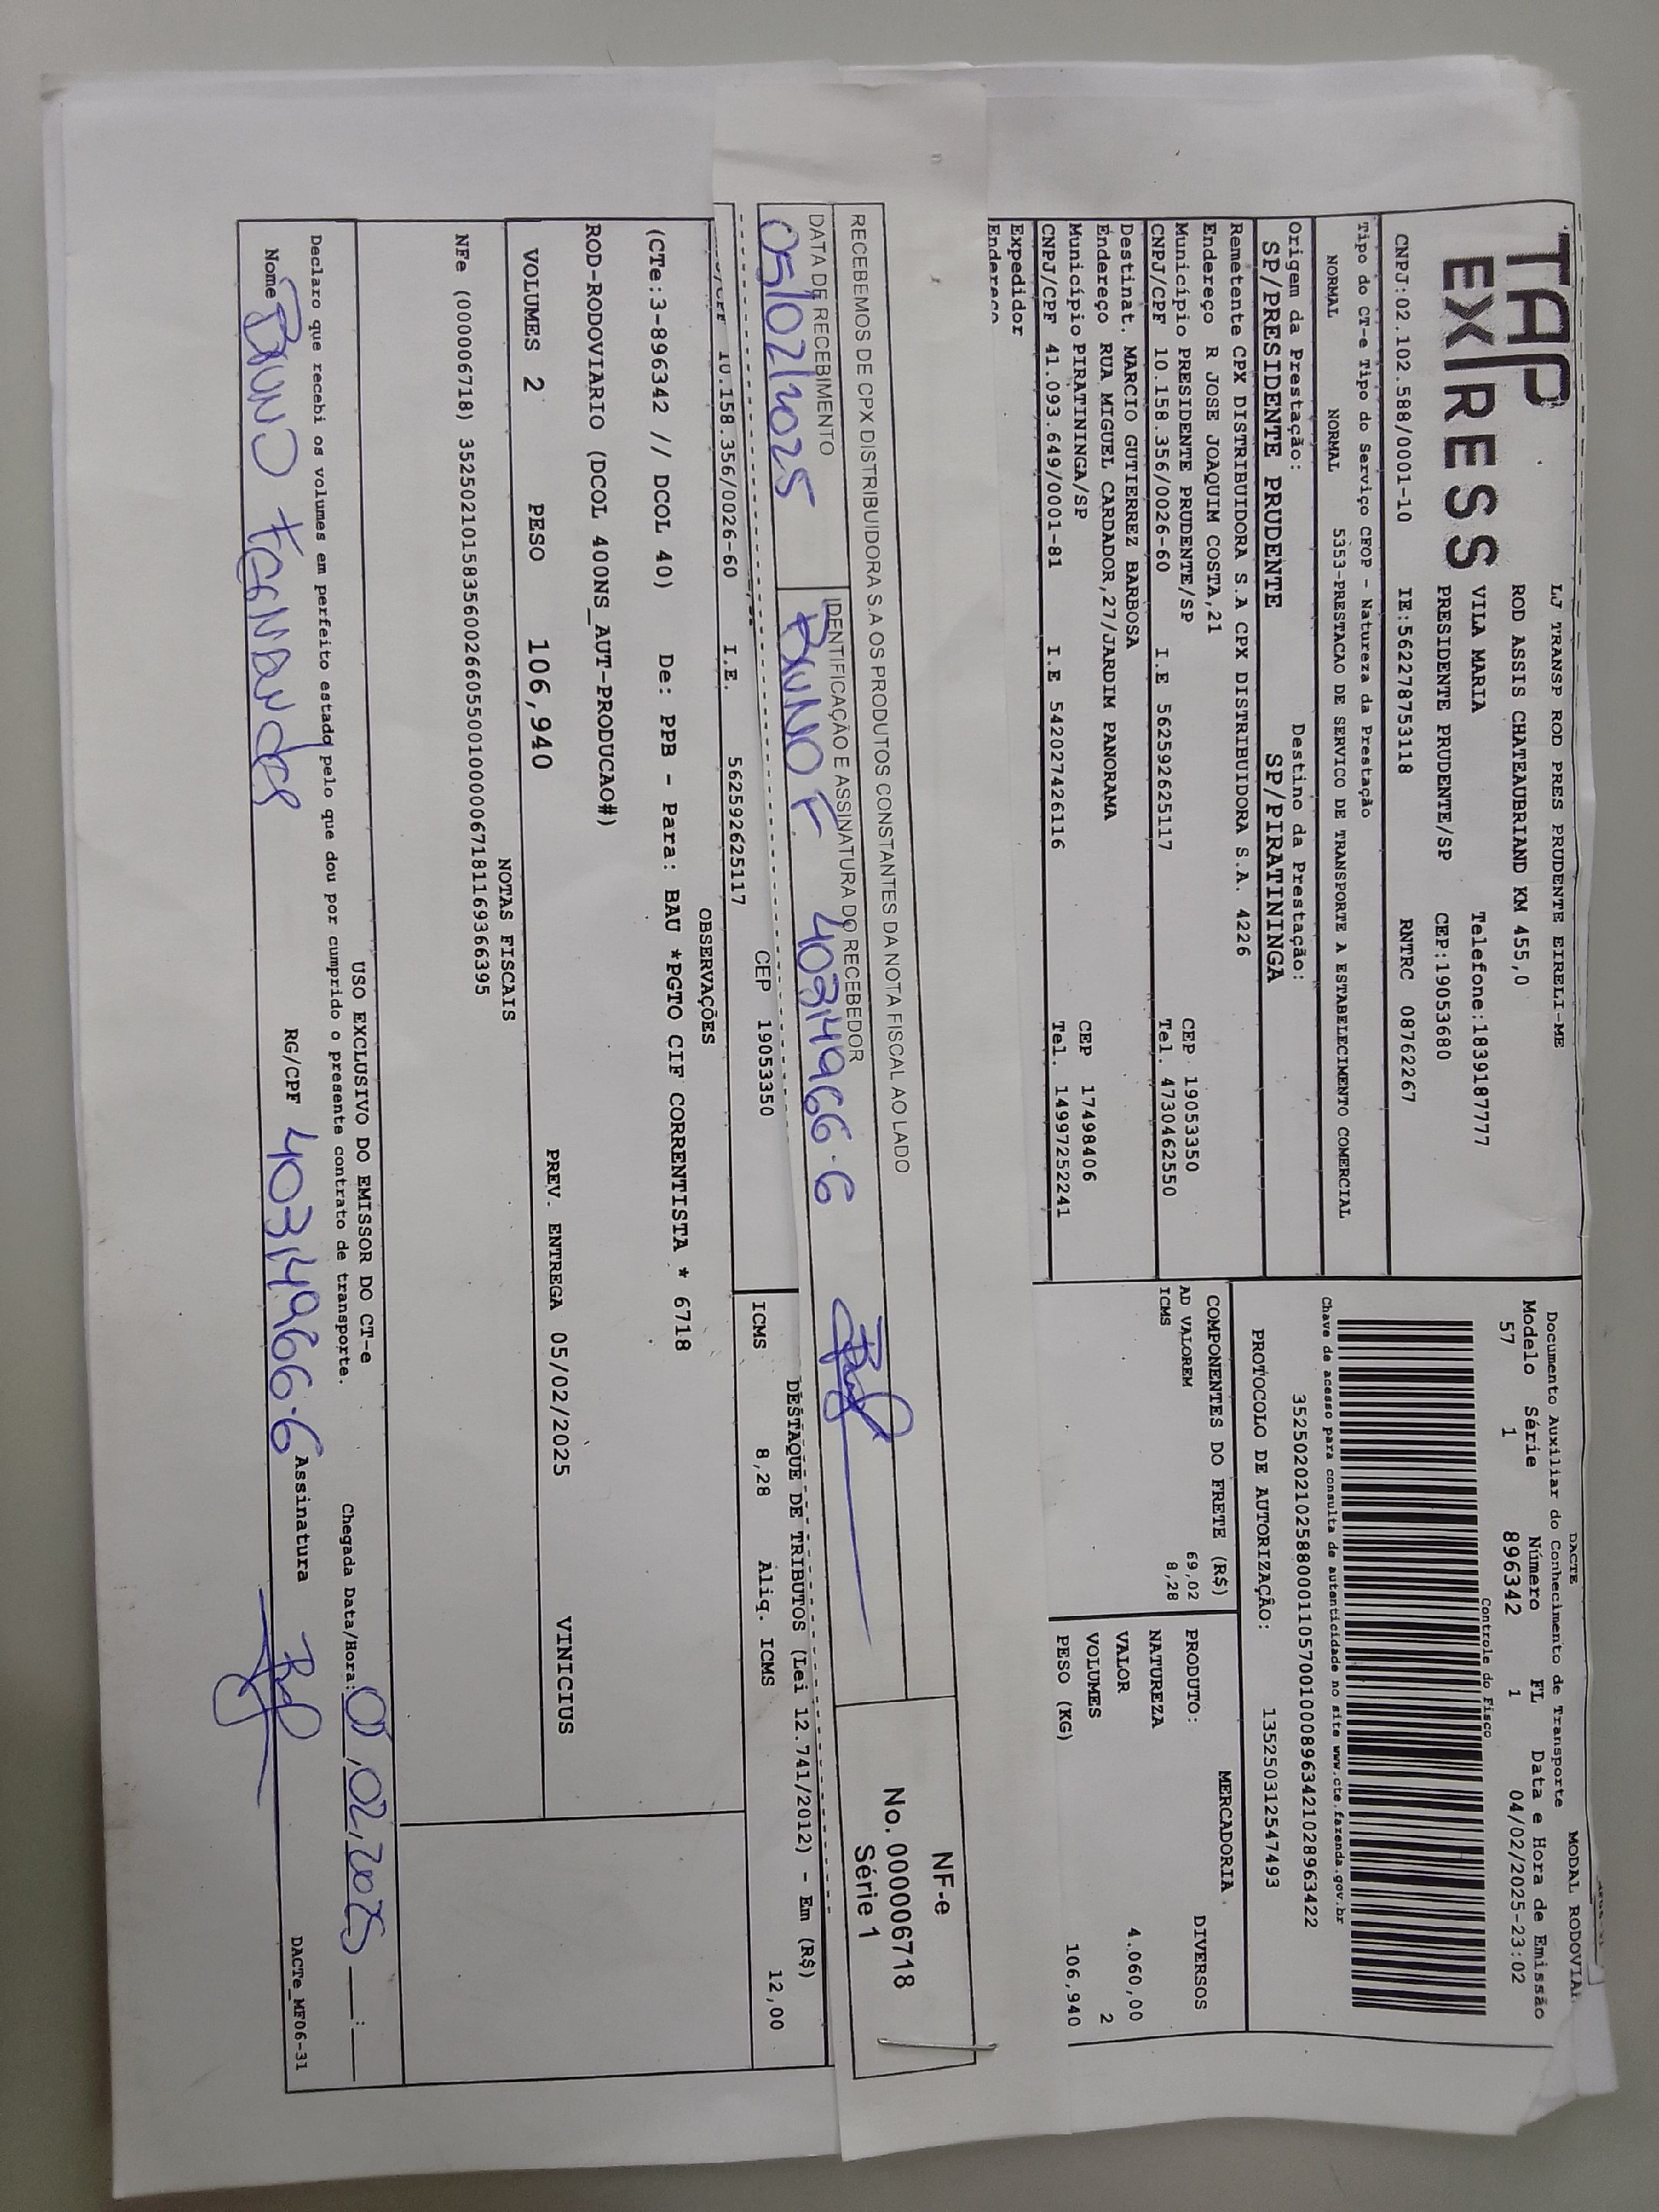 TAP
EXPRESS
LJ TRANSP ROD PRES PRUDENTE EIRELI-ME
ROD ASSIS CHATEAUBRIAND KM 455,0
VILA MARIA Telefone:1839187777
PRESIDENTE PRUDENTE/SP CEP:19053680
CNPJ:02.102.588/0001-10 IE:562278753118 RNTRC 08762267
Tipo do CT-e Tipo do Serviço CFOP - Natureza da Prestação
NORMAL NORMAL 5353-PRESTACAO DE SERVICO DE TRANSPORTE A ESTABELECIMENTO COMERCIAL
Origem da Prestação: Destino da Prestação:
SP/PRESIDENTE PRUDENTE SP/PIRATININGA
Remetente CPX DISTRIBUIDORA S.A CPX DISTRIBUIDORA S.A. 4226
Endereço R JOSE JOAQUIM COSTA,21
Município PRESIDENTE PRUDENTE/SP CEP 19053350
CNPJ/CPF 10.158.356/0026-60 I.E 562592625117 Tel. 4730462550
Destinat. MARCIO GUTIERREZ BARBOSA
Endereço RUA MIGUEL CARDADOR,27/JARDIM PANORAMA
Município PIRATININGA/SP CEP 17498406
CNPJ/CPF 41.093.649/0001-81 I.E 542027426116 Tel. 14997252241
Expedidor
Endereço
DACTE MODAL RODOVIAR
Documento Auxiliar do Conhecimento de Transporte
Modelo Série Número FL Data e Hora de Emissão
57 1 896342 1 04/02/2025-23:02
Controle do Fisco
Chave de acesso para consulta de autenticidade no site www.cte.fazenda.gov.br
35250202102588000110570010008963421028963422
PROTOCOLO DE AUTORIZAÇÃO: 135250312547493
COMPONENTES DO FRETE (R$)
AD VALOREM 69,02
ICMS 8,28
MERCADORIA
PRODUTO: DIVERSOS
NATUREZA
VALOR 4.060,00
VOLUMES 2
PESO (KG) 106,940
RECEBEMOS DE CPX DISTRIBUIDORA S.A OS PRODUTOS CONSTANTES DA NOTA FISCAL AO LADO
DATA DE RECEBIMENTO IDENTIFICAÇÃO E ASSINATURA DO RECEBEDOR
05/02/2025 BRUNO F 40314966-6
NF-e
No. 000006718
Série 1
10.158.356/0026-60 I.E. 562592625117 CEP 19053350
DESTAQUE DE TRIBUTOS (Lei 12.741/2012) - Em (R$)
ICMS 8,28 Aliq. ICMS 12,00
OBSERVAÇÕES
(CTe:3-896342 // DCOL 40) De: PPB - Para: BAU *PGTO CIF CORRENTISTA * 6718
ROD-RODOVIARIO (DCOL 400NS_AUT-PRODUCAO#)
VOLUMES 2 PESO 106,940 PREV. ENTREGA 05/02/2025 VINICIUS
NOTAS FISCAIS
NFe (000006718) 35250210158356002660550010000067181169366395
USO EXCLUSIVO DO EMISSOR DO CT-e
Declaro que recebi os volumes em perfeito estado pelo que dou por cumprido o presente contrato de transporte. Chegada Data/Hora: 05,02,2025 __:__
Nome Bruno Fernandes RG/CPF 40314966-6 Assinatura
DACTe_MF06-31